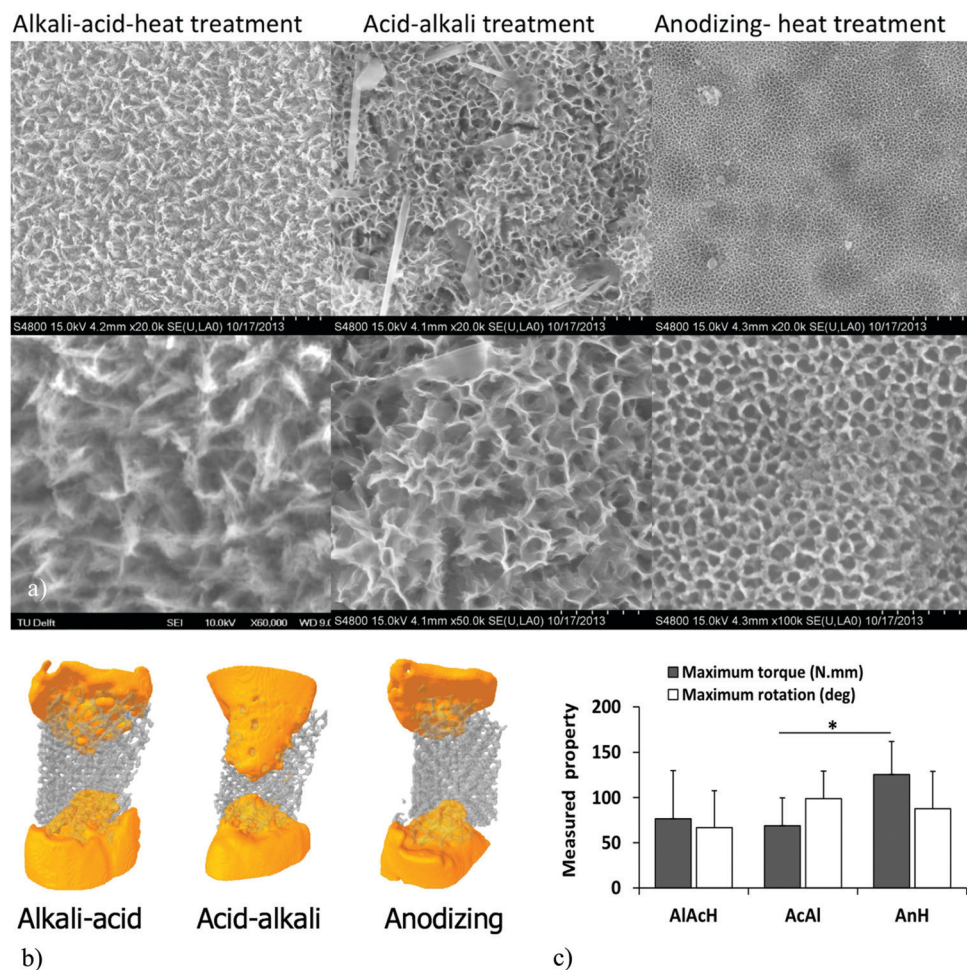 Alkali-acid-heat treatment
Acid-alkali treatment
Anodizing- heat treatment
S4800 15.0kV 4.2mm x20.0k SE(U,LA0) 10/17/2013
S4800 15.0kV 4.1mm x20.0k SE(U,LA0) 10/17/2013
S4800 15.0kV 4.3mm x20.0k SE(U,LA0) 10/17/2013
a)
TU Delft SEI 10.0kV X60,000 WD 9.0
S4800 15.0kV 4.1mm x50.0k SE(U,LA0) 10/17/2013
S4800 15.0kV 4.3mm x100k SE(U,LA0) 10/17/2013
Alkali-acid
Acid-alkali
Anodizing
b)
Maximum torque (N.mm)
Maximum rotation (deg)
Measured property
200
150
100
50
0
*
AlAcH
AcAl
AnH
c)